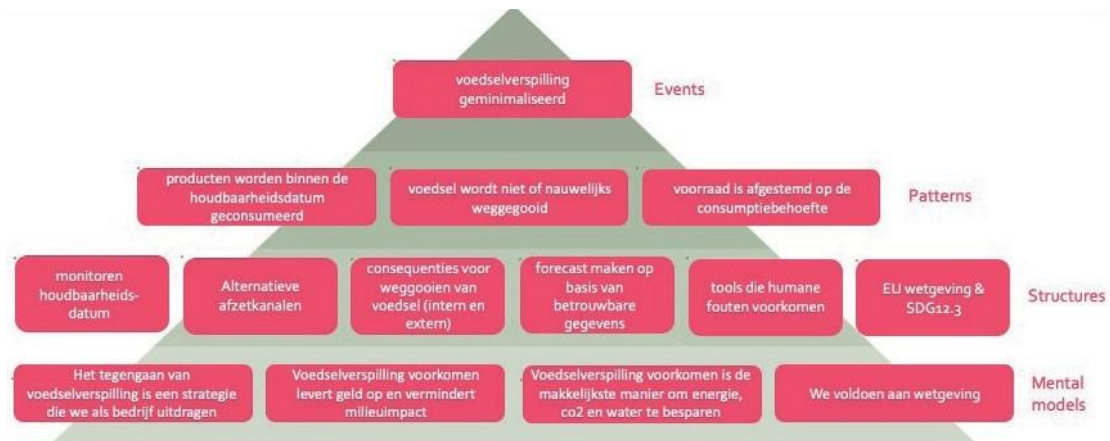 voedselverspilling
geminimaliseerd
Events
producten worden binnen de
houdbaarheidsdatum
geconsumeerd
voedsel wordt niet of nauwelijks
weggegooid
voorraad is afgestemd op de
consumptiebehoefte
Patterns
monitoren
houdbaarheids-
datum
Alternatieve
afzetkanalen
consequenties voor
weggooien van
voedsel (intern en
extern)
forecast maken op
basis van
betrouwbare
gegevens
tools die humane
fouten voorkomen
EU wetgeving &
SDG12.3
Structures
Het tegengaan van
voedselverspilling is een strategie
die we als bedrijf uitdragen
Voedselverspilling voorkomen
levert geld op en vermindert
milieuimpact
Voedselverspilling voorkomen is de
makkelijkste manier om energie,
co2 en water te besparen
We voldoen aan wetgeving
Mental
models